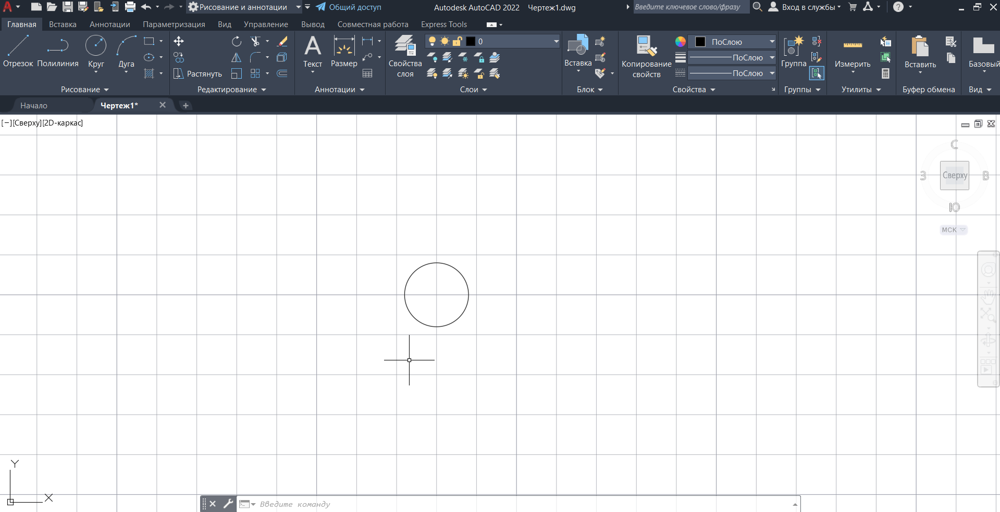 Рисование и аннотации Общий доступ Autodesk AutoCAD 2022 Чертеж1.dwg Введите ключевое слово/фразу Вход в службы
Главная Вставка Аннотации Параметризация Вид Управление Вывод Совместная работа Express Tools
Отрезок Полилиния Круг Дуга
Растянуть
Текст Размер
Свойства
слоя
0
Вставка
Копирование
свойств
ПоСлою
ПоСлою
ПоСлою
Группа
Измерить
Вставить
Базовый
Рисование Редактирование Аннотации Слои Блок Свойства Группы Утилиты Буфер обмена Вид
Начало Чертеж1*
[−][Сверху][2D-каркас]
С
З Сверху В
Ю
МСК
Y
X
Введите команду